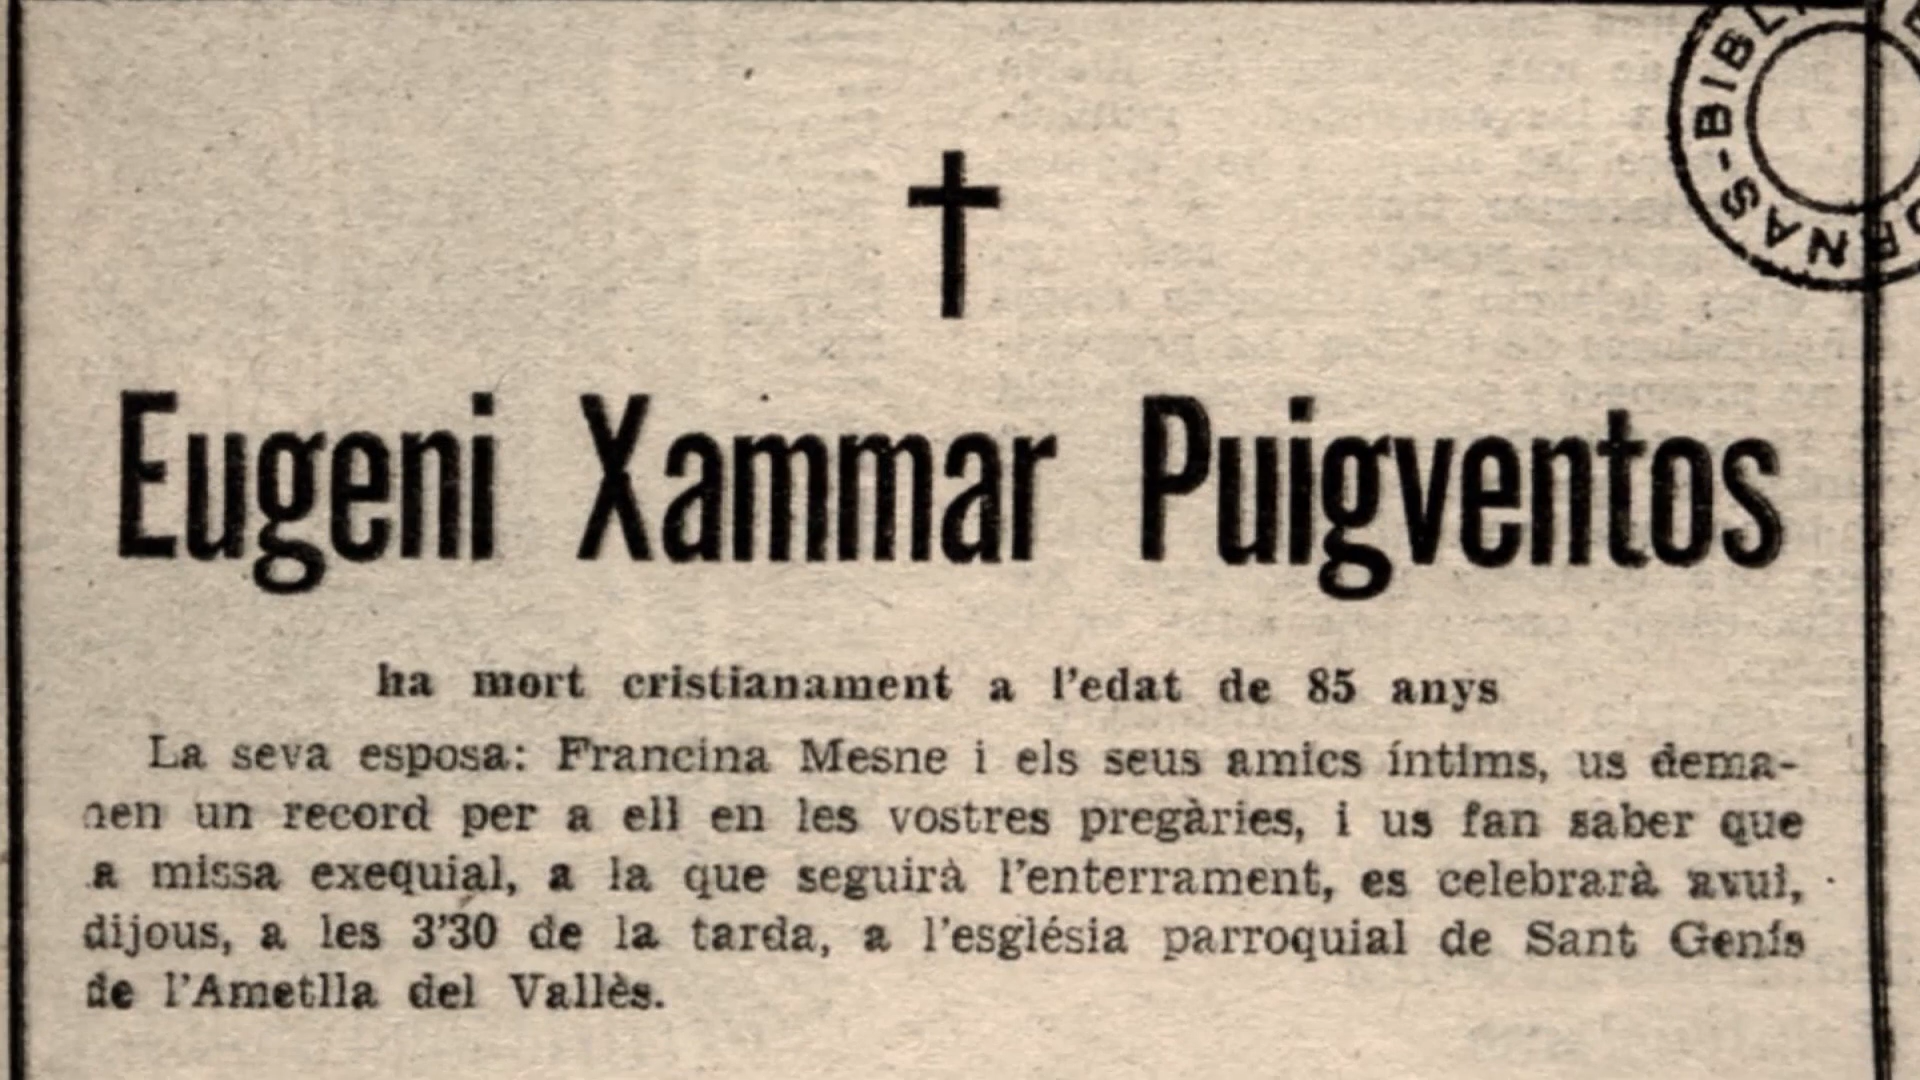 BIBLI
ENAS-
Eugeni Xammar Puigventos
ha mort cristianament a l'edat de 85 anys
La seva esposa: Francina Mesne i els seus amics íntims, us dema-
nen un record per a ell en les vostres pregàries, i us fan saber que
a missa exequial, a la que seguirà l'enterrament, es celebrarà avui,
dijous, a les 3'30 de la tarda, a l'església parroquial de Sant Genís
de l'Ametlla del Vallès.